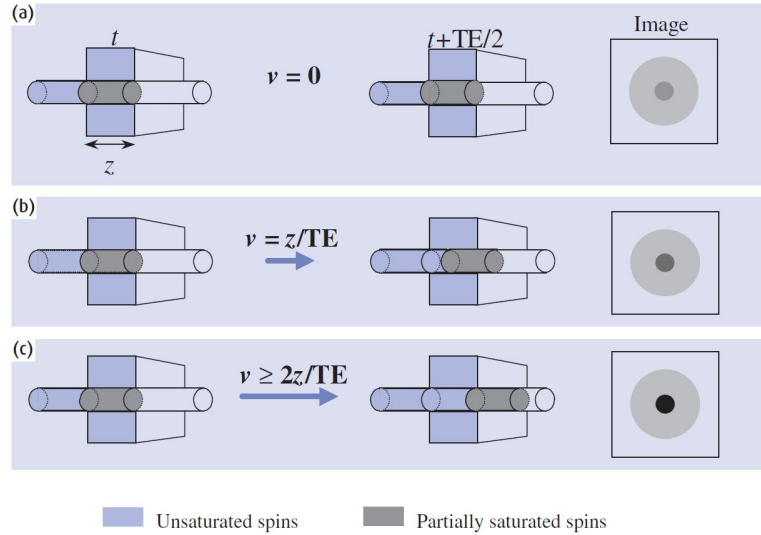 (a)
t
t+TE/2
Image
v = 0
z
(b)
v = z/TE
(c)
v ≥ 2z/TE
Unsaturated spins
Partially saturated spins